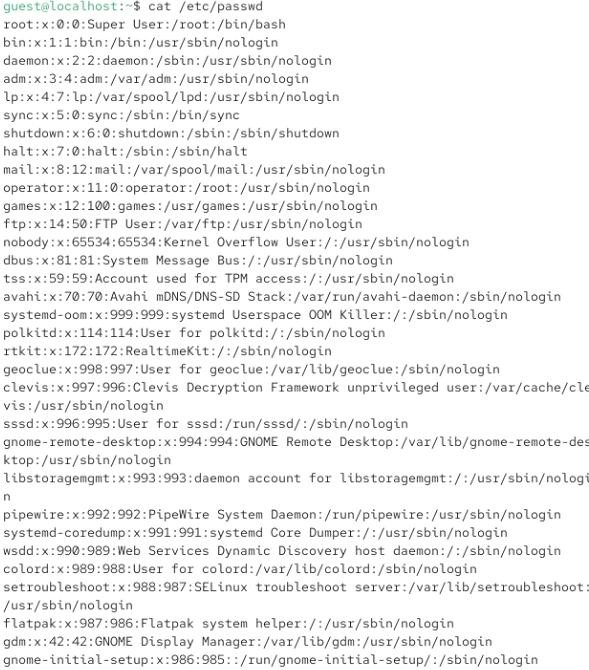 guest@localhost:~$ cat /etc/passwd
root:x:0:0:Super User:/root:/bin/bash
bin:x:1:1:bin:/bin:/usr/sbin/nologin
daemon:x:2:2:daemon:/sbin:/usr/sbin/nologin
adm:x:3:4:adm:/var/adm:/usr/sbin/nologin
lp:x:4:7:lp:/var/spool/lpd:/usr/sbin/nologin
sync:x:5:0:sync:/sbin:/bin/sync
shutdown:x:6:0:shutdown:/sbin:/sbin/shutdown
halt:x:7:0:halt:/sbin:/sbin/halt
mail:x:8:12:mail:/var/spool/mail:/usr/sbin/nologin
operator:x:11:0:operator:/root:/usr/sbin/nologin
games:x:12:100:games:/usr/games:/usr/sbin/nologin
ftp:x:14:50:FTP User:/var/ftp:/usr/sbin/nologin
nobody:x:65534:65534:Kernel Overflow User:/:/usr/sbin/nologin
dbus:x:81:81:System Message Bus:/:/usr/sbin/nologin
tss:x:59:59:Account used for TPM access:/:/usr/sbin/nologin
avahi:x:70:70:Avahi mDNS/DNS-SD Stack:/var/run/avahi-daemon:/sbin/nologin
systemd-oom:x:999:999:systemd Userspace OOM Killer:/:/usr/sbin/nologin
polkitd:x:114:114:User for polkitd:/:/sbin/nologin
rtkit:x:172:172:RealtimeKit:/:/sbin/nologin
geoclue:x:998:997:User for geoclue:/var/lib/geoclue:/sbin/nologin
clevis:x:997:996:Clevis Decryption Framework unprivileged user:/var/cache/cle
vis:/usr/sbin/nologin
sssd:x:996:995:User for sssd:/run/sssd/:/sbin/nologin
gnome-remote-desktop:x:994:994:GNOME Remote Desktop:/var/lib/gnome-remote-des
ktop:/usr/sbin/nologin
libstoragemgmt:x:993:993:daemon account for libstoragemgmt:/:/usr/sbin/nologi
n
pipewire:x:992:992:PipeWire System Daemon:/run/pipewire:/usr/sbin/nologin
systemd-coredump:x:991:991:systemd Core Dumper:/:/usr/sbin/nologin
wsdd:x:990:989:Web Services Dynamic Discovery host daemon:/:/sbin/nologin
colord:x:989:988:User for colord:/var/lib/colord:/sbin/nologin
setroubleshoot:x:988:987:SELinux troubleshoot server:/var/lib/setroubleshoot:
/usr/sbin/nologin
flatpak:x:987:986:Flatpak system helper:/:/usr/sbin/nologin
gdm:x:42:42:GNOME Display Manager:/var/lib/gdm:/usr/sbin/nologin
gnome-initial-setup:x:986:985::/run/gnome-initial-setup/:/sbin/nologin